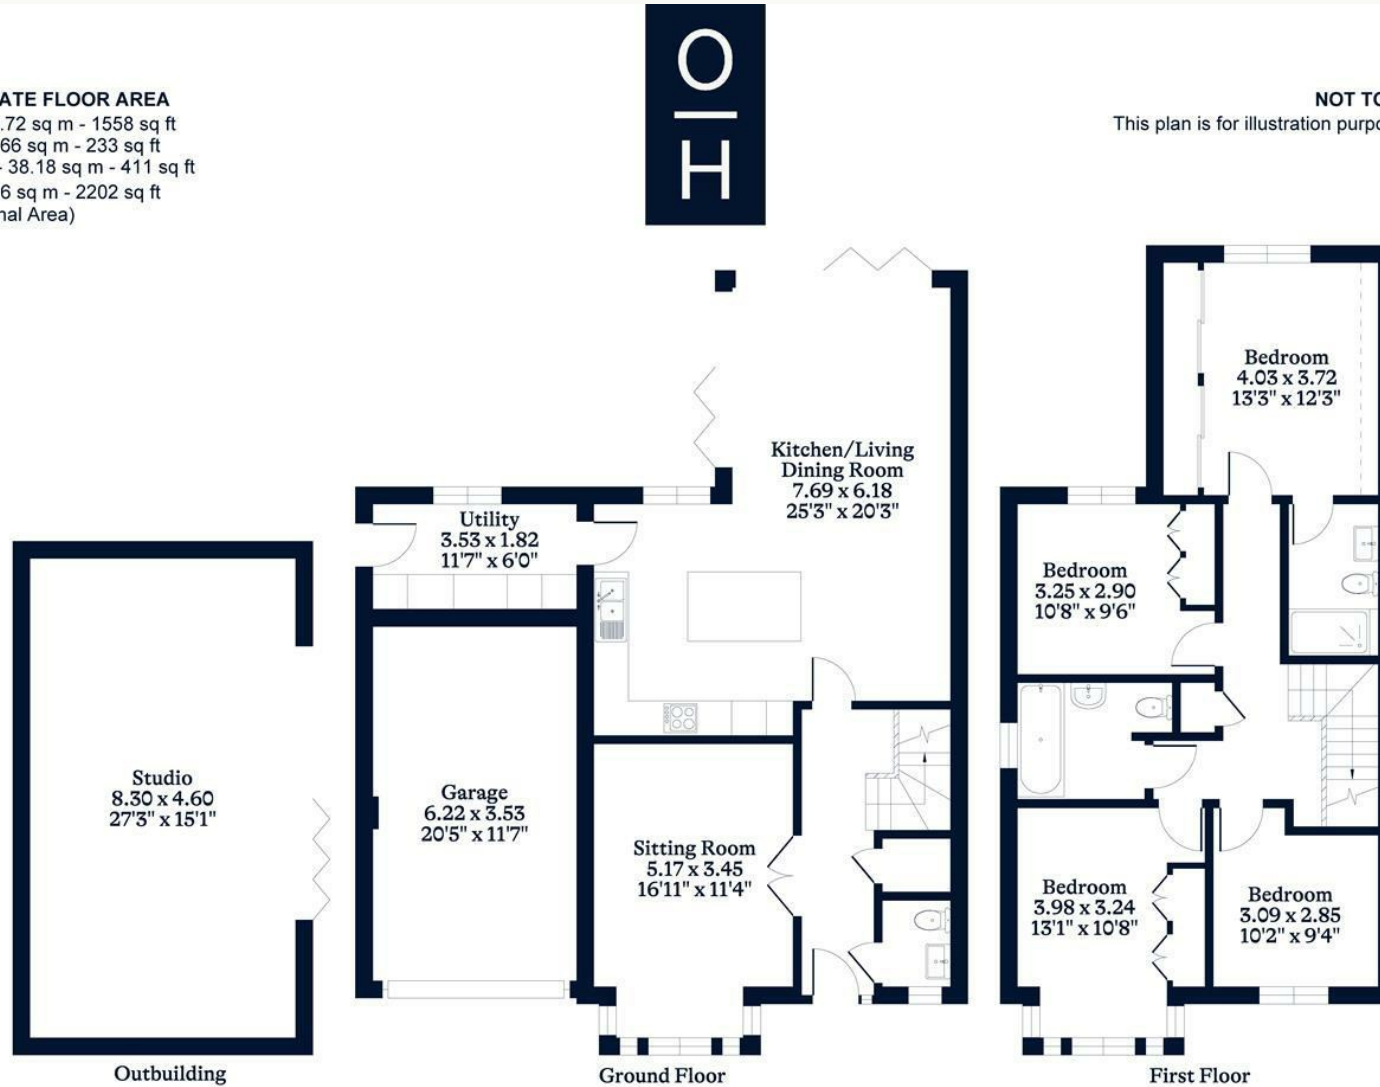 O
H
ATE FLOOR AREA
.72 sq m - 1558 sq ft
66 sq m - 233 sq ft
- 38.18 sq m - 411 sq ft
6 sq m - 2202 sq ft
nal Area)
NOT TO
This plan is for illustration purpo
Bedroom
4.03 x 3.72
13'3" x 12'3"
Kitchen/Living
Dining Room
7.69 x 6.18
25'3" x 20'3"
Utility
3.53 x 1.82
11'7" x 6'0"
Bedroom
3.25 x 2.90
10'8" x 9'6"
Studio
8.30 x 4.60
27'3" x 15'1"
Garage
6.22 x 3.53
20'5" x 11'7"
Sitting Room
5.17 x 3.45
16'11" x 11'4"
Bedroom
3.98 x 3.24
13'1" x 10'8"
Bedroom
3.09 x 2.85
10'2" x 9'4"
Outbuilding
Ground Floor
First Floor